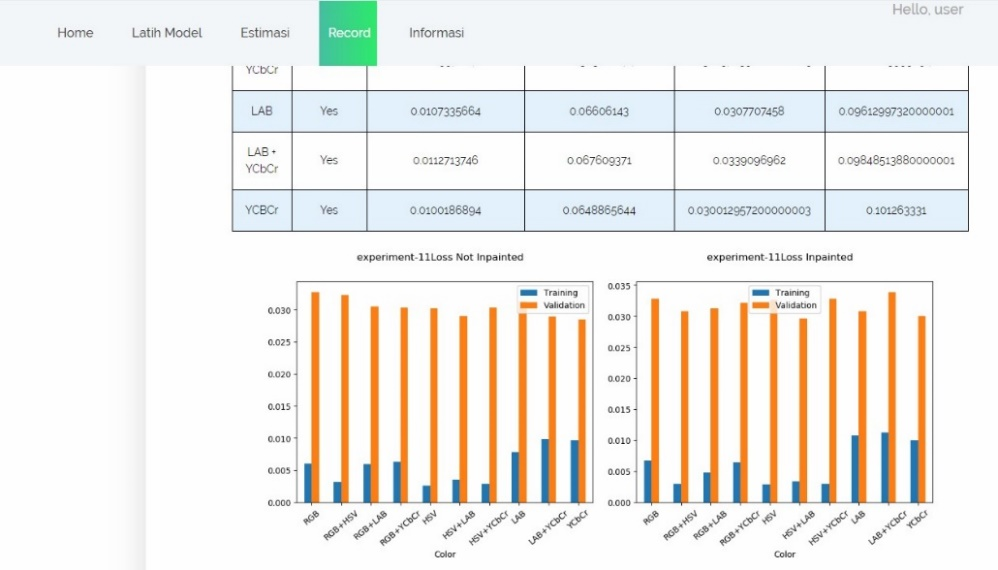 Hello, user
Home Latih Model Estimasi Record Informasi
YCbCr
LAB Yes 0.0107335664 0.06606143 0.0307707458 0.09612997320000001
LAB +
YCbCr Yes 0.0112713746 0.067609371 0.0339096962 0.09848513880000001
YCBCr Yes 0.0100186894 0.0648865644 0.030012957200000003 0.101263331
experiment-11Loss Not Inpainted
Training
Validation
0.030
0.025
0.020
0.015
0.010
0.005
0.000
RGB RGB+HSV RGB+LAB RGB+YCbCr HSV HSV+LAB HSV+YCbCr LAB LAB+YCbCr YCbCr
Color
experiment-11Loss Inpainted
Training
Validation
0.035
0.030
0.025
0.020
0.015
0.010
0.005
0.000
RGB RGB+HSV RGB+LAB RGB+YCbCr HSV HSV+LAB HSV+YCbCr LAB LAB+YCbCr YCbCr
Color